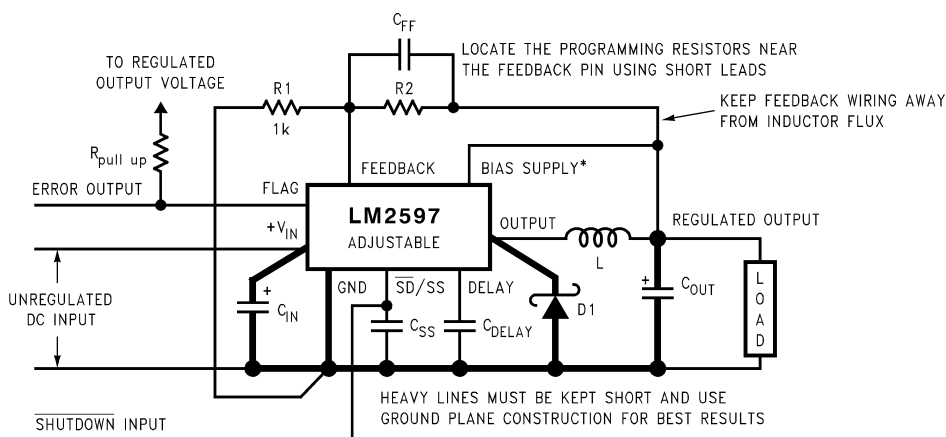 C_FF
LOCATE THE PROGRAMMING RESISTORS NEAR
THE FEEDBACK PIN USING SHORT LEADS
TO REGULATED
OUTPUT VOLTAGE
R1
1k
R2
KEEP FEEDBACK WIRING AWAY
FROM INDUCTOR FLUX
R_pull up
ERROR OUTPUT
FLAG
FEEDBACK
BIAS SUPPLY*
+V_IN
LM2597
ADJUSTABLE
OUTPUT
REGULATED OUTPUT
L
UNREGULATED
DC INPUT
+
C_IN
GND
S̅D̅/SS
DELAY
C_SS
C_DELAY
D1
+
C_OUT
LOAD
HEAVY LINES MUST BE KEPT SHORT AND USE
GROUND PLANE CONSTRUCTION FOR BEST RESULTS
S̅H̅U̅T̅D̅O̅W̅N̅ INPUT